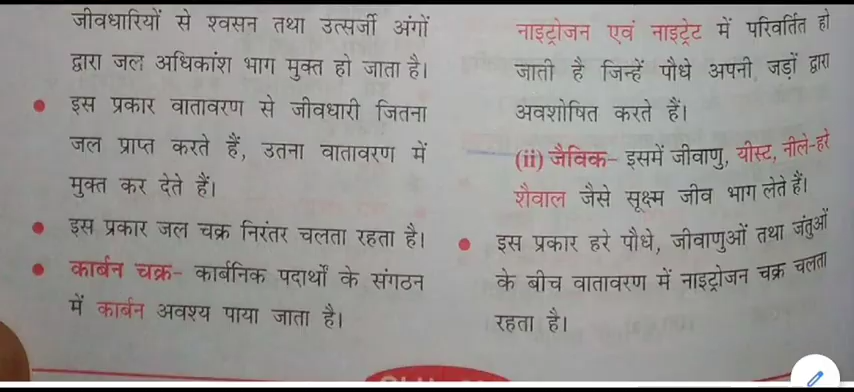 जीवधारियों से श्वसन तथा उत्सर्जी अंगों
द्वारा जल अधिकांश भाग मुक्त हो जाता है।
• इस प्रकार वातावरण से जीवधारी जितना
जल प्राप्त करते हैं, उतना वातावरण में
मुक्त कर देते हैं।
• इस प्रकार जल चक्र निरंतर चलता रहता है।
• कार्बन चक्र– कार्बनिक पदार्थों के संगठन
में कार्बन अवश्य पाया जाता है।
नाइट्रोजन एवं नाइट्रेट में परिवर्तित हो
जाती है जिन्हें पौधे अपनी जड़ों द्वारा
अवशोषित करते हैं।
(ii) जैविक– इसमें जीवाणु, यीस्ट, नीले-हरे
शैवाल जैसे सूक्ष्म जीव भाग लेते हैं।
• इस प्रकार हरे पौधे, जीवाणुओं तथा जंतुओं
के बीच वातावरण में नाइट्रोजन चक्र चलता
रहता है।